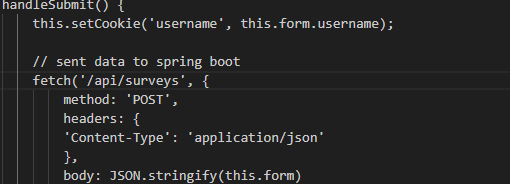 handleSubmit() {
this.setCookie('username', this.form.username);
// sent data to spring boot
fetch('/api/surveys', {
method: 'POST',
headers: {
'Content-Type': 'application/json'
},
body: JSON.stringify(this.form)